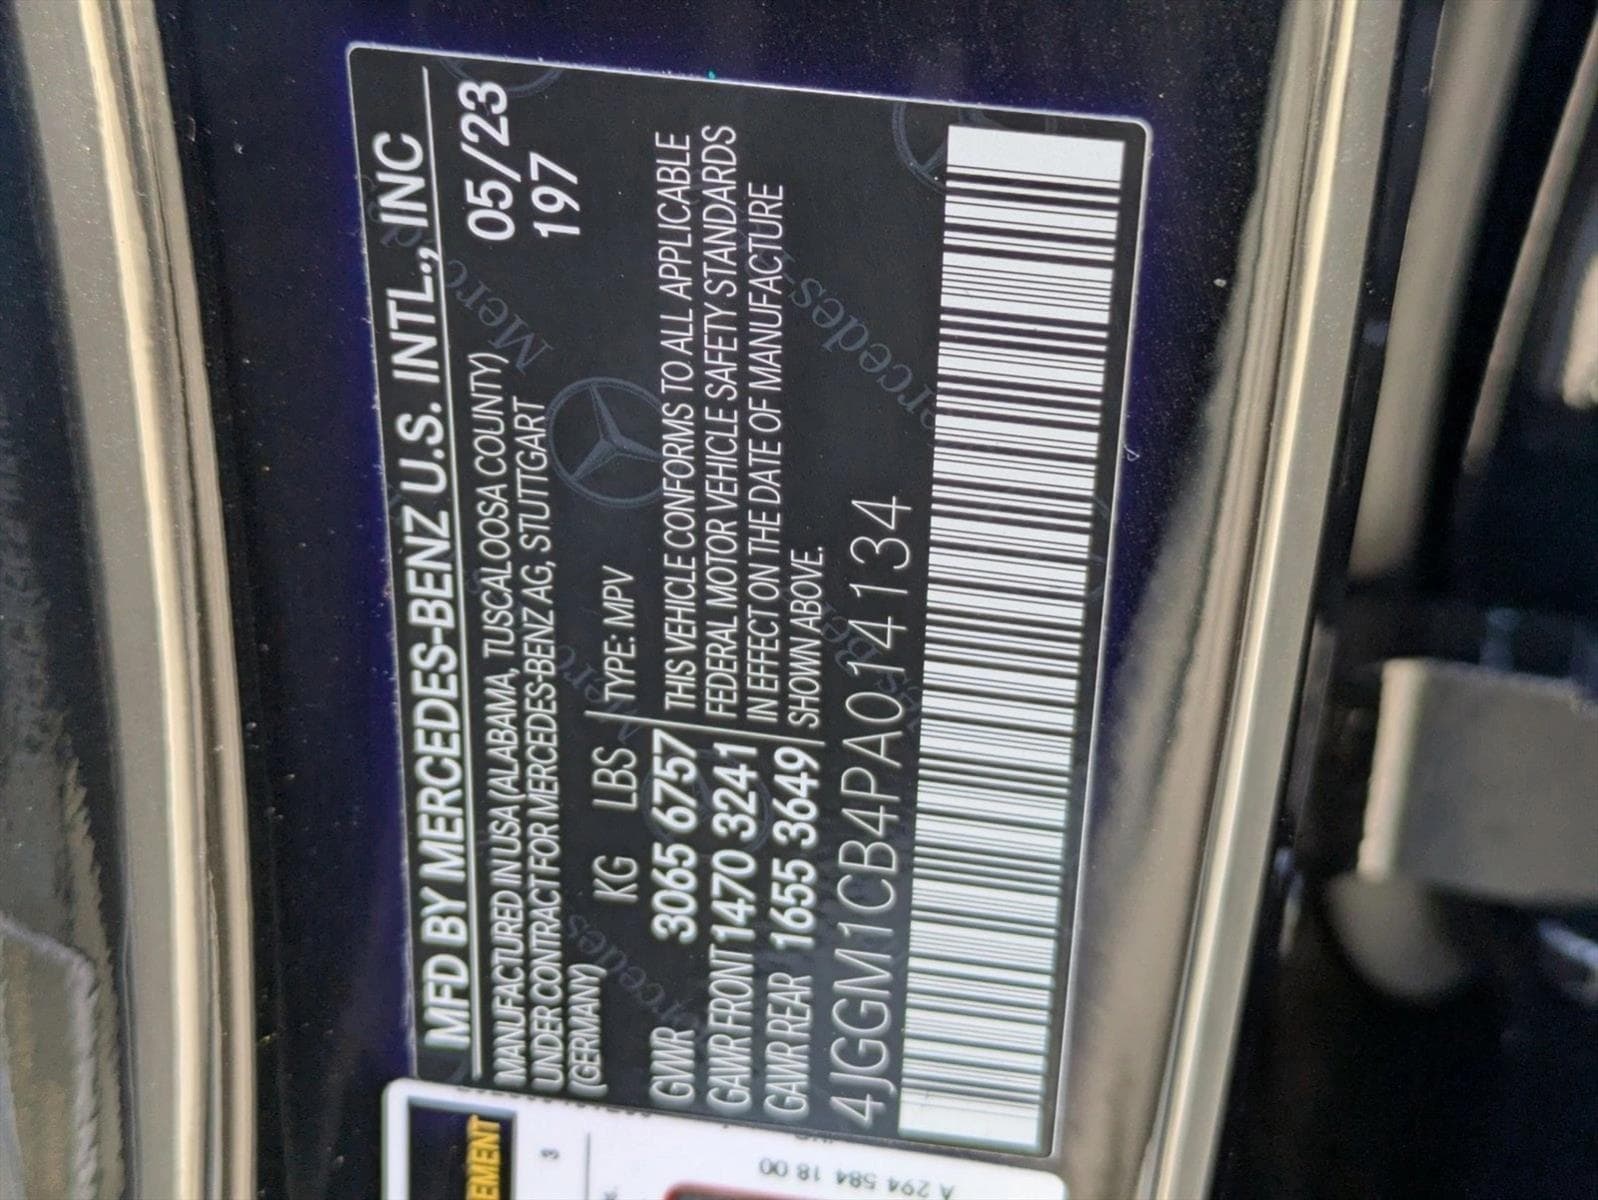 MFD BY MERCEDES-BENZ U.S. INTL., INC
05/23
197
MANUFACTURED IN USA (ALABAMA, TUSCALOOSA COUNTY)
UNDER CONTRACT FOR MERCEDES-BENZ AG, STUTTGART
(GERMANY)
KG LBS TYPE: MPV
GVWR 3065 6757
GAWR FRONT 1470 3241
GAWR REAR 1655 3649
THIS VEHICLE CONFORMS TO ALL APPLICABLE
FEDERAL MOTOR VEHICLE SAFETY STANDARDS
IN EFFECT ON THE DATE OF MANUFACTURE
SHOWN ABOVE.
4JGGM1CB4PA014134
EMENT
3
A 294 584 18 00